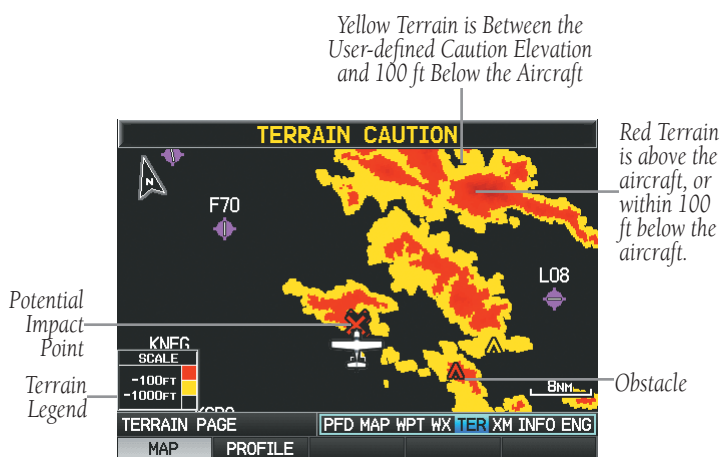 Yellow Terrain is Between the
User-defined Caution Elevation
and 100 ft Below the Aircraft
TERRAIN CAUTION
Red Terrain
is above the
aircraft, or
within 100
ft below the
aircraft.
N
F70
L08
Potential
Impact
Point
KNFG
SCALE
-100FT
-1000FT
Terrain
Legend
8NM
Obstacle
TERRAIN PAGE
PFD MAP WPT WX TER XM INFO ENG
MAP PROFILE